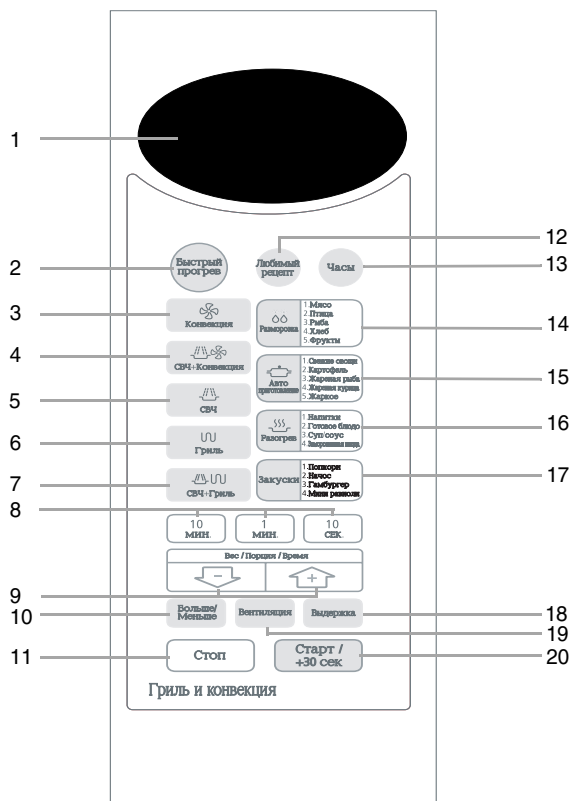 1
12
Быстрый
прогрев
Любимый
рецепт
Часы
2
13
3
Конвекция
Разморозка
1.Мясо
2.Птица
3.Рыба
4.Хлеб
5.Фрукты
14
4
СВЧ+Конвекция
Авто
приготовление
1.Свежие овощи
2.Картофель
3.Жареная рыба
4.Жареная курица
5.Жаркое
15
5
СВЧ
6
Гриль
Разогрев
1.Напитки
2.Готовое блюдо
3.Суп/соус
4.Замороженная пицца
16
7
СВЧ+Гриль
Закуски
1.Попкорн
2.Начос
3.Гамбургер
4.Мини равиоли
17
8
10
мин.
1
мин.
10
сек.
Вес / Порция / Время
- +
9
10
Больше/
Меньше
Вентиляция
Выдержка
18
19
11
Стоп
Старт /
+30 сек
20
Гриль и конвекция